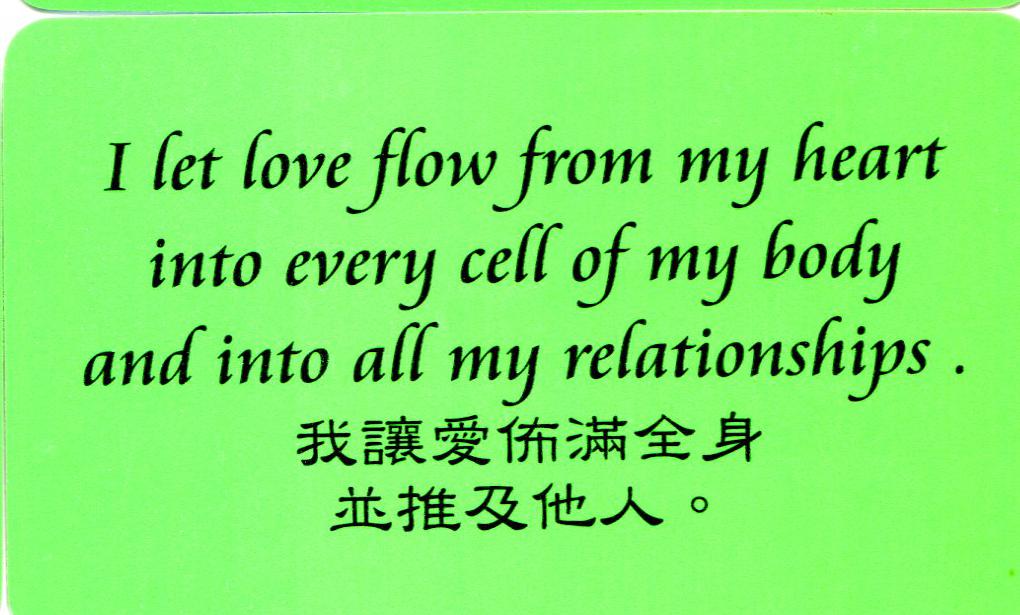 I let love flow from my heart
into every cell of my body
and into all my relationships .
我讓愛佈滿全身
並推及他人。